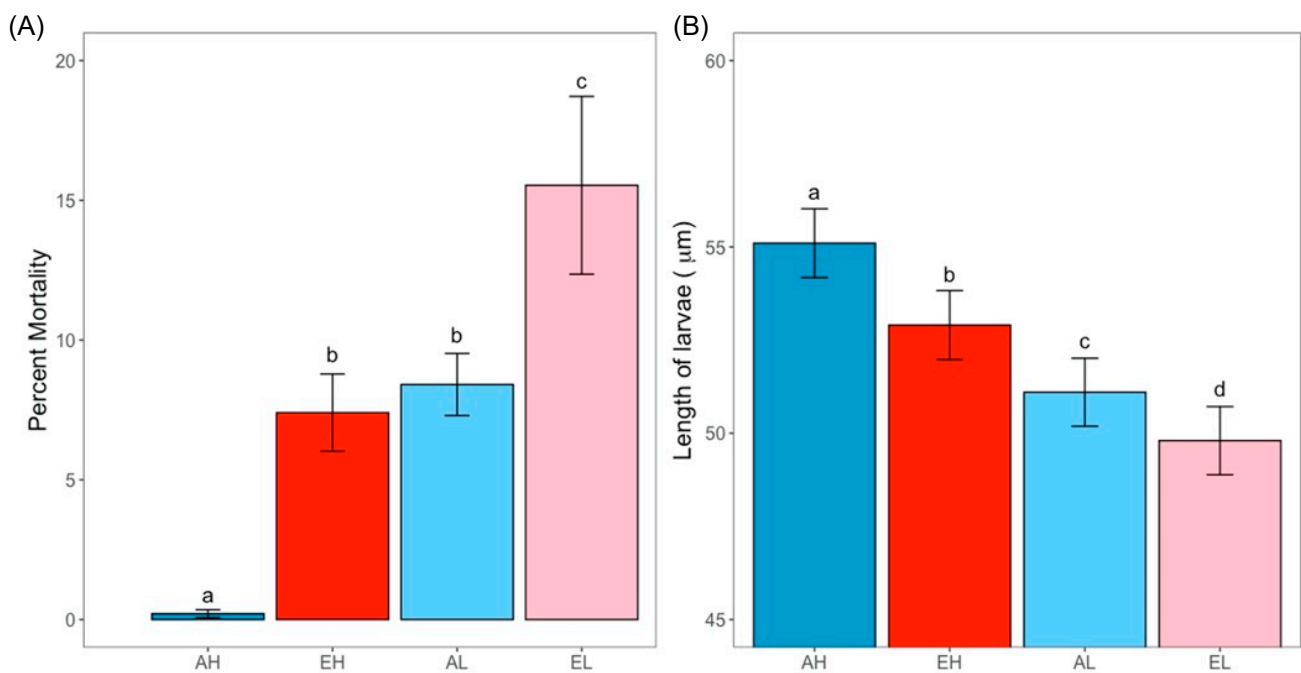 (A)
20
15
10
5
0
Percent Mortality
a
b
b
c
AH EH AL EL
(B)
60
55
50
45
Length of larvae ( μm)
a
b
c
d
AH EH AL EL